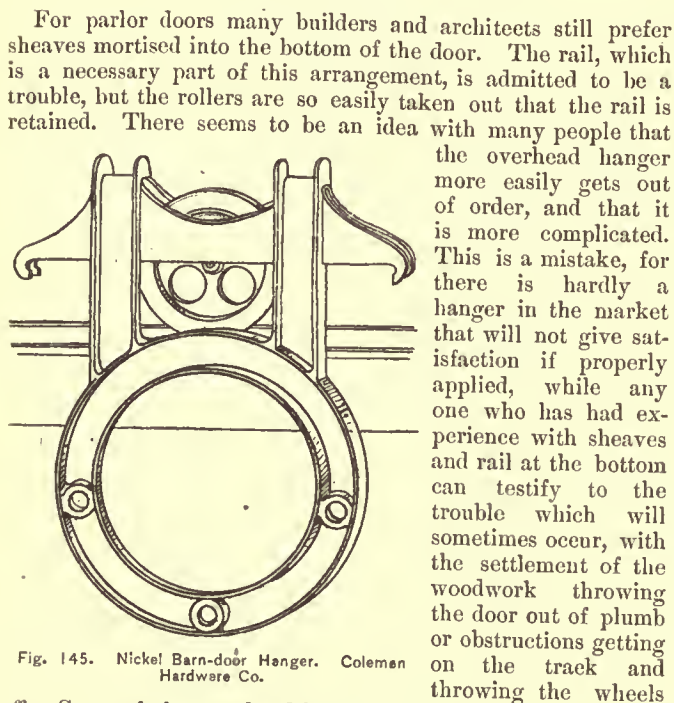 For parlor doors many builders and architects still prefer
sheaves mortised into the bottom of the door. The rail, which
is a necessary part of this arrangement, is admitted to be a
trouble, but the rollers are so easily taken out that the rail is
retained. There seems to be an idea with many people that
the overhead hanger
more easily gets out
of order, and that it
is more complicated.
This is a mistake, for
there is hardly a
hanger in the market
that will not give sat-
isfaction if properly
applied, while any
one who has had ex-
perience with sheaves
and rail at the bottom
can testify to the
trouble which will
sometimes occur, with
the settlement of the
woodwork throwing
the door out of plumb
or obstructions getting
on the track and
throwing the wheels
Fig. 145. Nickel Barn-door Hanger. Coleman
Hardware Co.